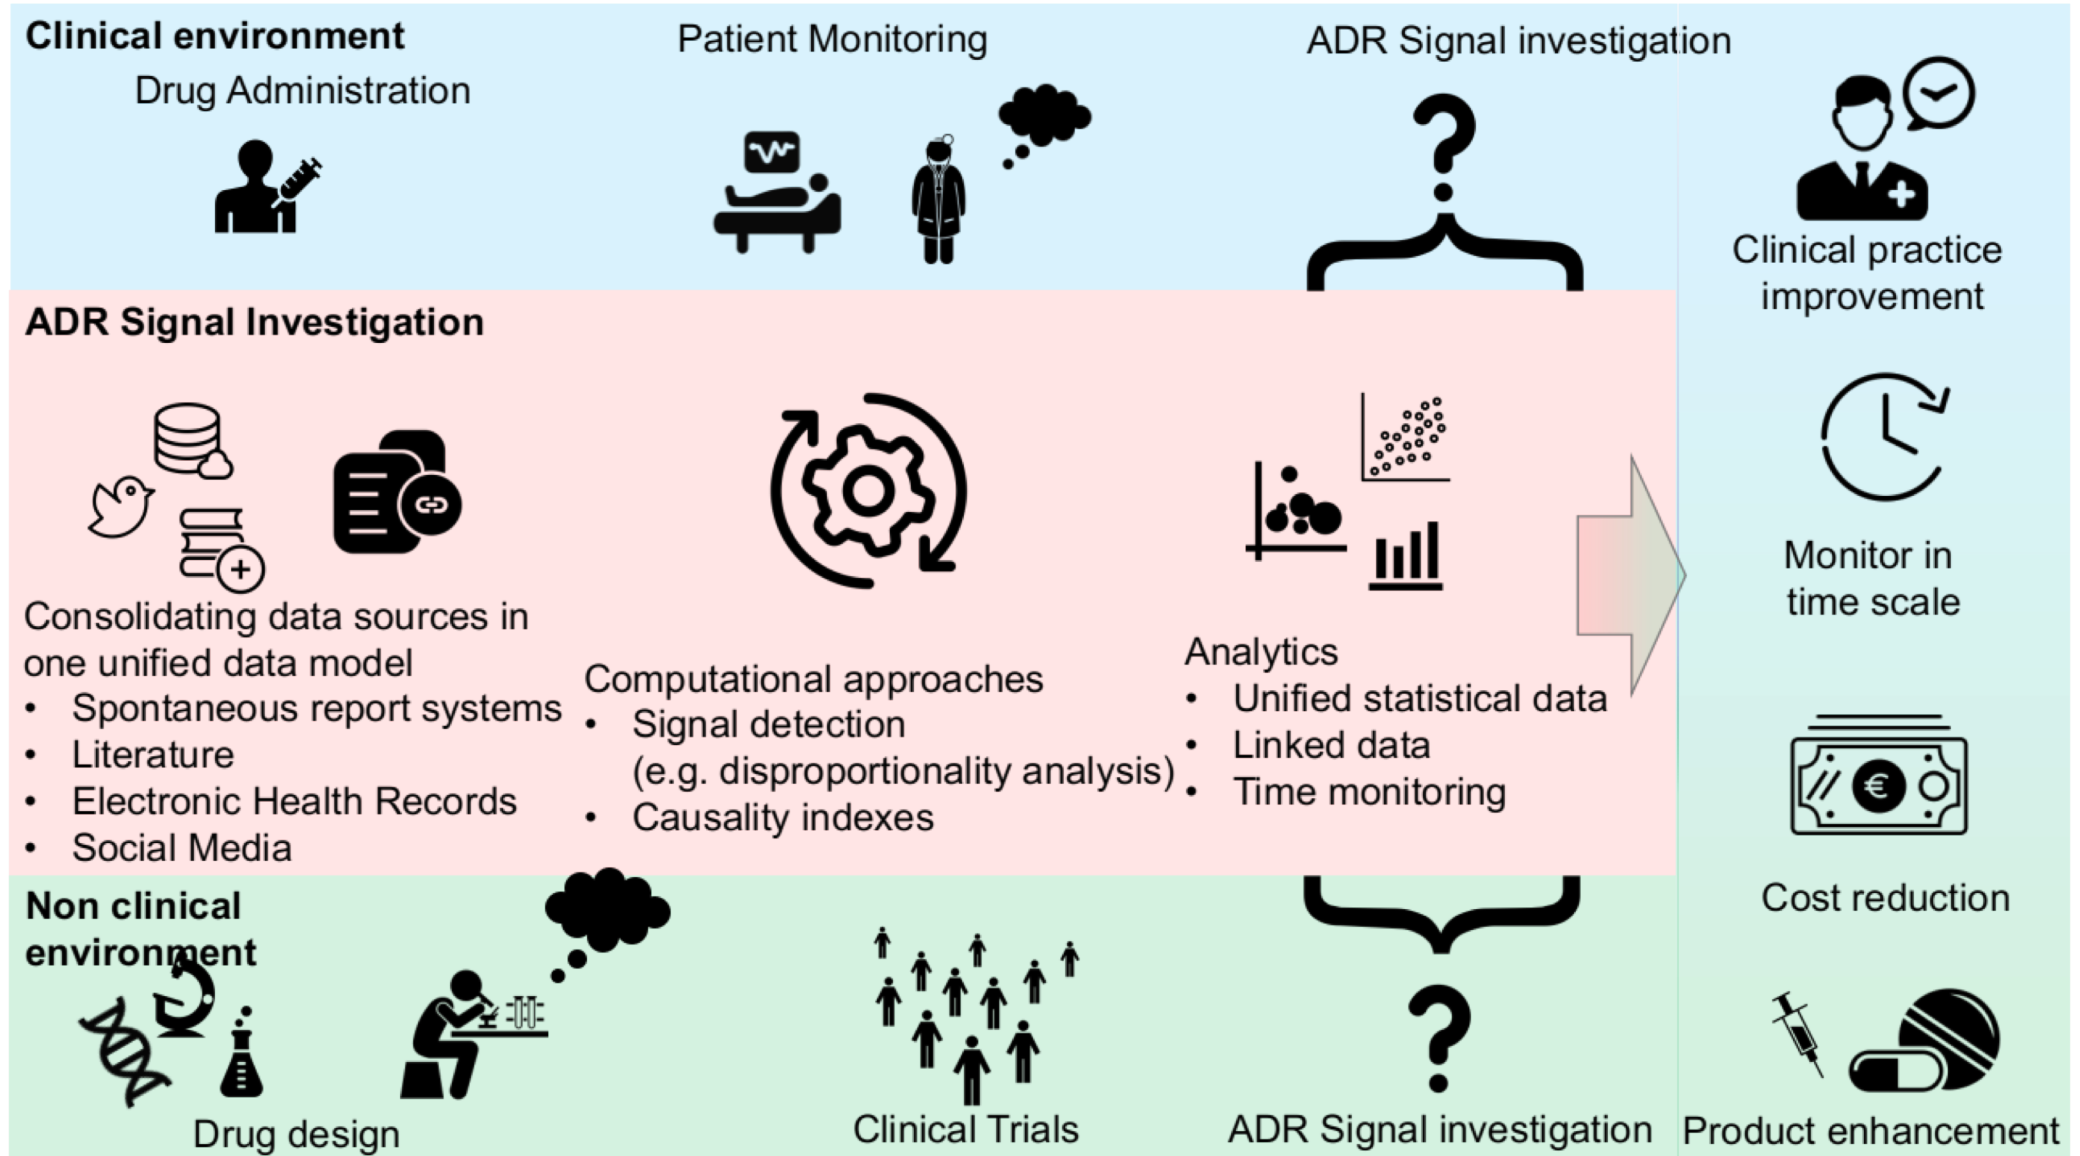 Clinical environment
Drug Administration
Patient Monitoring
ADR Signal investigation
Clinical practice
improvement
ADR Signal Investigation
Consolidating data sources in
one unified data model
• Spontaneous report systems
• Literature
• Electronic Health Records
• Social Media
Computational approaches
• Signal detection
(e.g. disproportionality analysis)
• Causality indexes
Analytics
• Unified statistical data
• Linked data
• Time monitoring
Monitor in
time scale
€
Cost reduction
Non clinical
environment
Drug design
Clinical Trials
ADR Signal investigation
Product enhancement